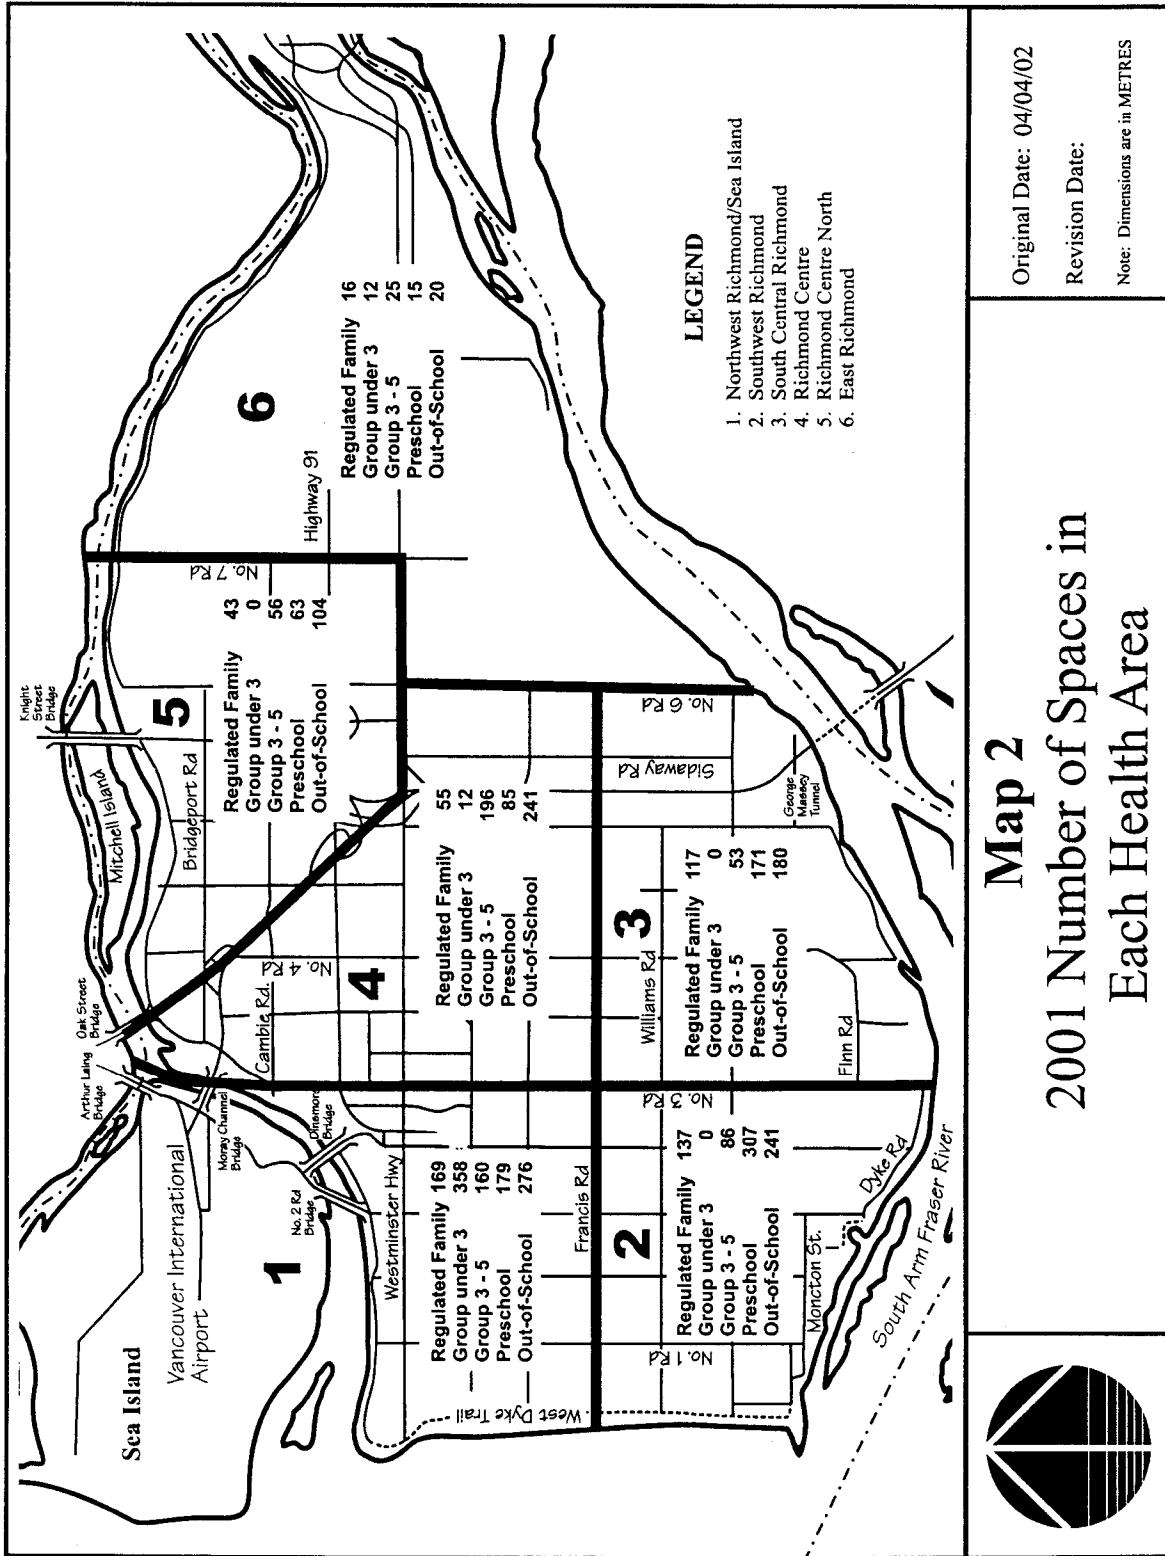 Sea Island
Vancouver International
Airport
Arthur Laing
Bridge
Oak Street
Bridge
Moray Channel
Bridge
No. 2 Rd
Bridge
Dinsmore
Bridge
Knight
Street
Bridge
Mitchell Island
Bridgeport Rd
Cambie Rd.
No. 4 Rd
No. 7 Rd
Highway 91
Westminster Hwy
1
Regulated Family 169
Group under 3 358
Group 3 - 5 160
Preschool 179
Out-of-School 276
4
Regulated Family 55
Group under 3 12
Group 3 - 5 196
Preschool 85
Out-of-School 241
5
Regulated Family 43
Group under 3 0
Group 3 - 5 56
Preschool 63
Out-of-School 104
6
Regulated Family 16
Group under 3 12
Group 3 - 5 25
Preschool 15
Out-of-School 20
West Dyke Trail
Francis Rd
No. 1 Rd
No. 3 Rd
Williams Rd
Sidaway Rd
No. 6 Rd
2
Regulated Family 137
Group under 3 0
Group 3 - 5 86
Preschool 307
Out-of-School 241
3
Regulated Family 117
Group under 3 0
Group 3 - 5 53
Preschool 171
Out-of-School 180
Moncton St.
Dyke Rd
Finn Rd
George
Massey
Tunnel
South Arm Fraser River
LEGEND
1. Northwest Richmond/Sea Island
2. Southwest Richmond
3. South Central Richmond
4. Richmond Centre
5. Richmond Centre North
6. East Richmond
Map 2
2001 Number of Spaces in
Each Health Area
Original Date: 04/04/02
Revision Date:
Note: Dimensions are in METRES